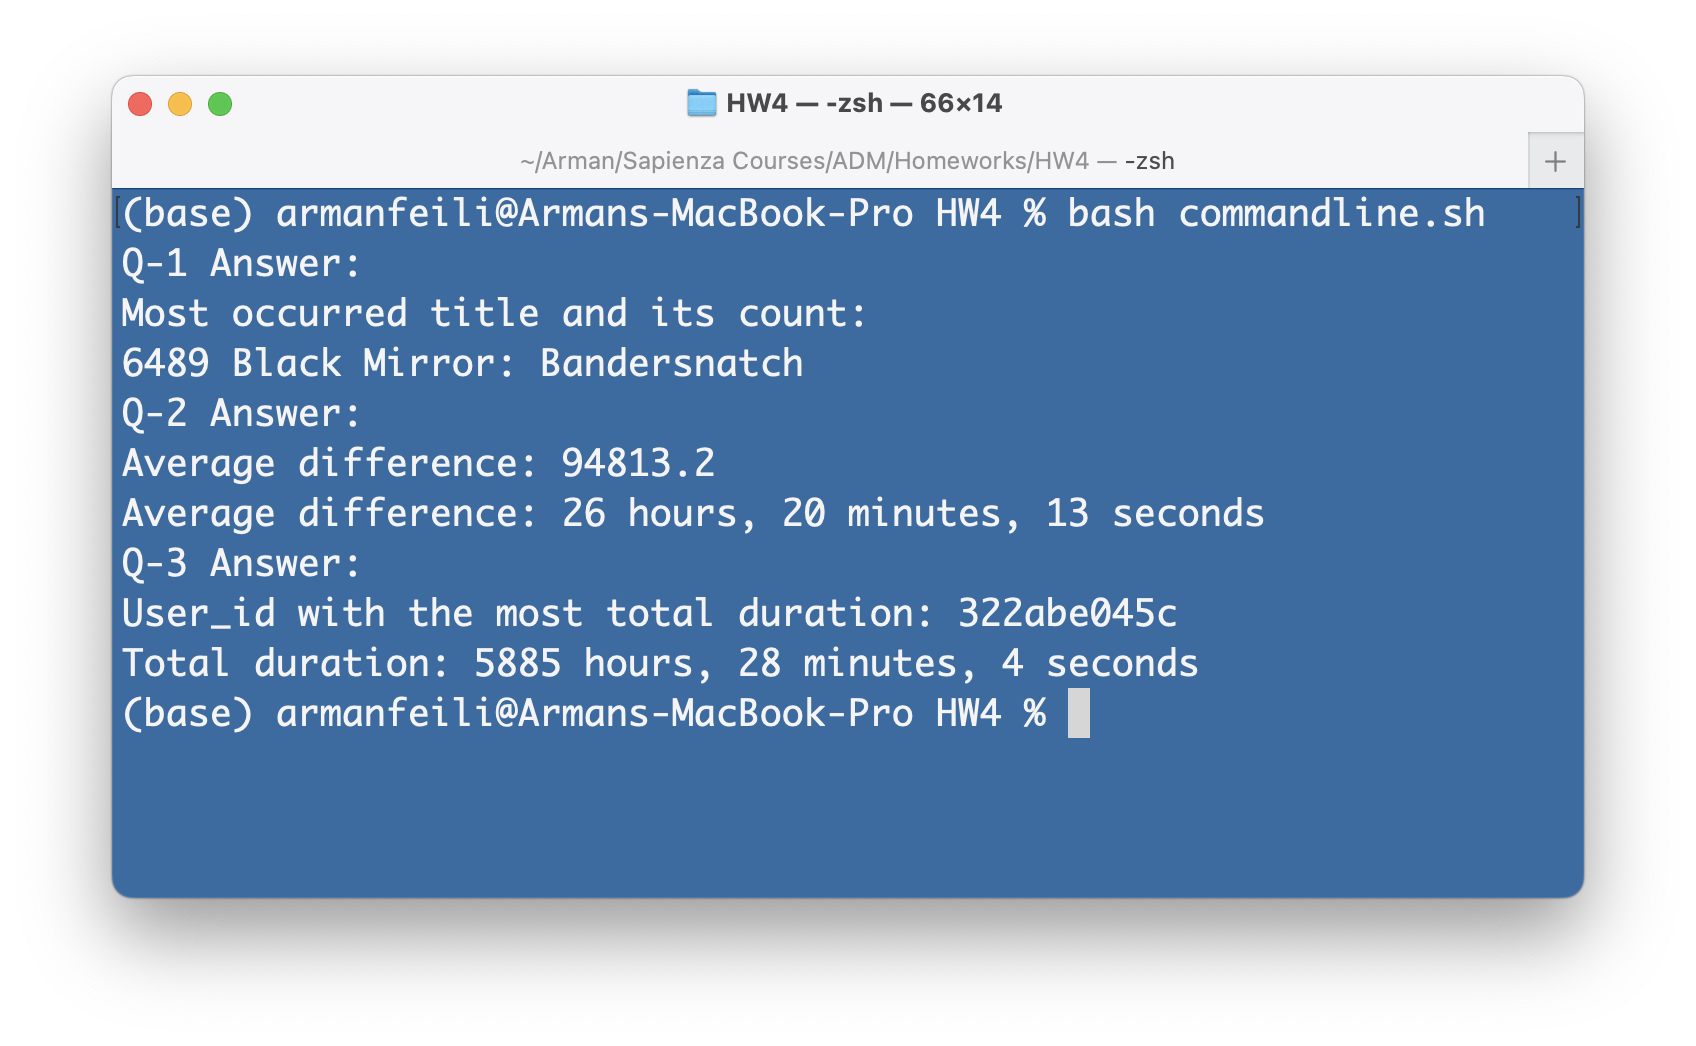 HW4 — -zsh — 66×14
~/Arman/Sapienza Courses/ADM/Homeworks/HW4 — -zsh +
[(base) armanfeili@Armans-MacBook-Pro HW4 % bash commandline.sh ]
Q-1 Answer:
Most occurred title and its count:
6489 Black Mirror: Bandersnatch
Q-2 Answer:
Average difference: 94813.2
Average difference: 26 hours, 20 minutes, 13 seconds
Q-3 Answer:
User_id with the most total duration: 322abe045c
Total duration: 5885 hours, 28 minutes, 4 seconds
(base) armanfeili@Armans-MacBook-Pro HW4 %